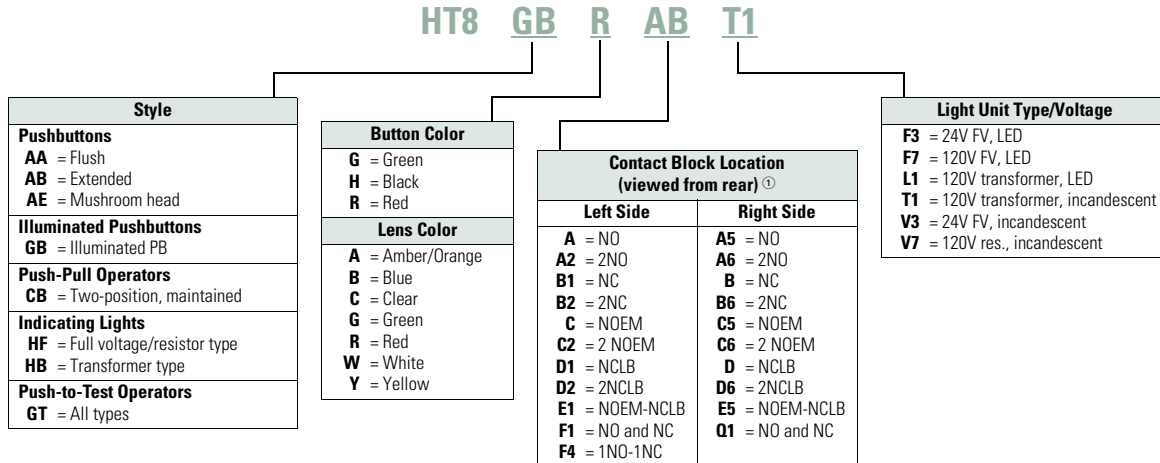 HT8 GB R AB T1
Style
Pushbuttons
AA = Flush
AB = Extended
AE = Mushroom head
Illuminated Pushbuttons
GB = Illuminated PB
Push-Pull Operators
CB = Two-position, maintained
Indicating Lights
HF = Full voltage/resistor type
HB = Transformer type
Push-to-Test Operators
GT = All types
Button Color
G = Green
H = Black
R = Red
Lens Color
A = Amber/Orange
B = Blue
C = Clear
G = Green
R = Red
W = White
Y = Yellow
Contact Block Location
(viewed from rear) ①
Left Side
A = NO
A2 = 2NO
B1 = NC
B2 = 2NC
C = NOEM
C2 = 2 NOEM
D1 = NCLB
D2 = 2NCLB
E1 = NOEM-NCLB
F1 = NO and NC
F4 = 1NO-1NC
Right Side
A5 = NO
A6 = 2NO
B = NC
B6 = 2NC
C5 = NOEM
C6 = 2 NOEM
D = NCLB
D6 = 2NCLB
E5 = NOEM-NCLB
Q1 = NO and NC
Light Unit Type/Voltage
F3 = 24V FV, LED
F7 = 120V FV, LED
L1 = 120V transformer, LED
T1 = 120V transformer, incandescent
V3 = 24V FV, incandescent
V7 = 120V res., incandescent